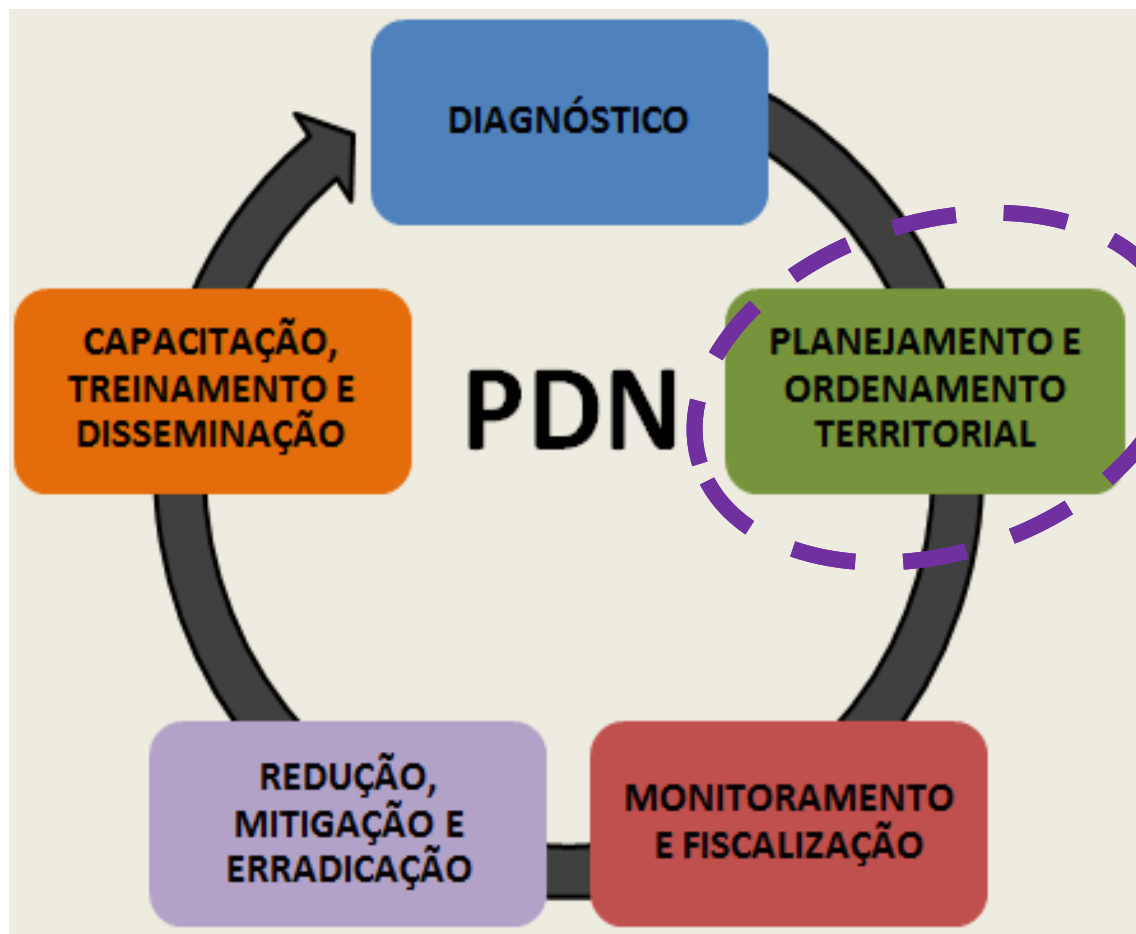 DIAGNÓSTICO
PLANEJAMENTO E
ORDENAMENTO
TERRITORIAL
MONITORAMENTO
E FISCALIZAÇÃO
REDUÇÃO,
MITIGAÇÃO E
ERRADICAÇÃO
CAPACITAÇÃO,
TREINAMENTO E
DISSEMINAÇÃO
PDN